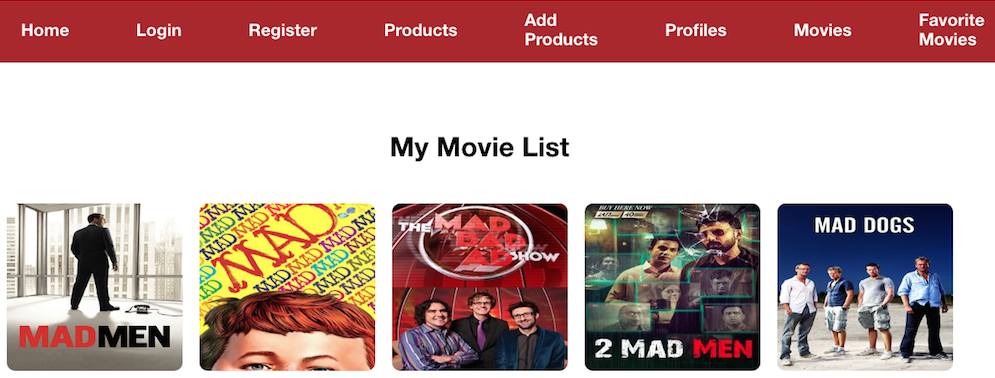 Home Login Register Products Add Products Profiles Movies Favorite Movies
My Movie List
MADMEN
MAD MAD MAD MAD
MAD
THE MAD BAD AD SHOW
BUY HERE NOW
2 MAD MEN
MAD DOGS